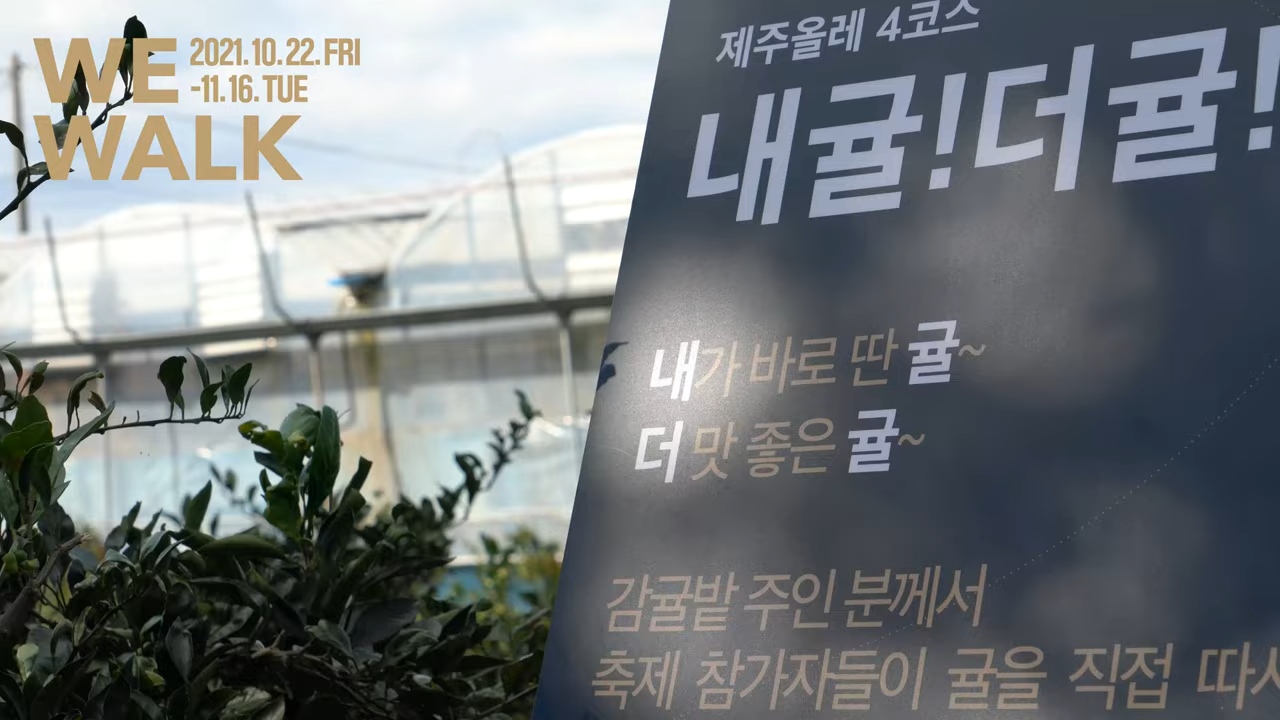 WE 2021.10.22.FRI
WALK -11.16.TUE
제주올레 4코스
내귤!더귤!
내가 바로 딴 귤~
더 맛 좋은 귤~
감귤밭 주인 분께서
축제 참가자들이 귤을 직접